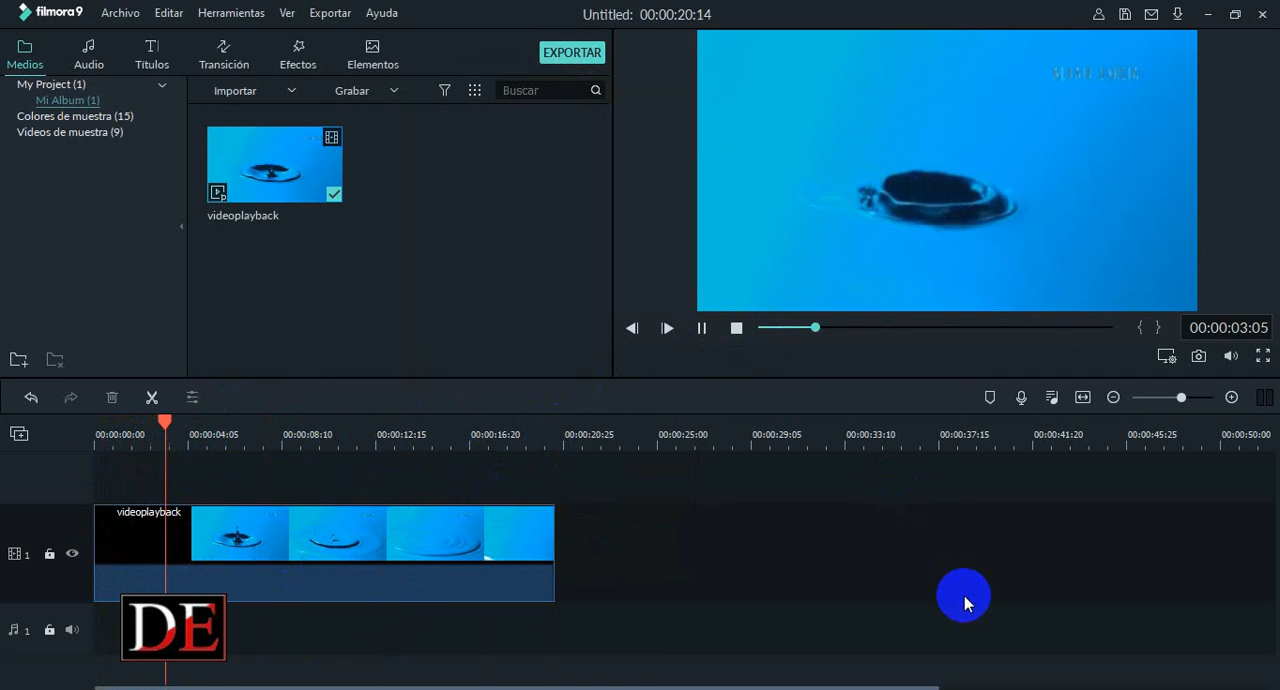 filmora9 Archivo Editar Herramientas Ver Exportar Ayuda Untitled: 00:00:20:14
Medios Audio Títulos Transición Efectos Elementos EXPORTAR
My Project (1)
Mi Album (1)
Colores de muestra (15)
Videos de muestra (9)
Importar Grabar Buscar
videoplayback
00:00:03:05
00:00:00:00 00:00:04:05 00:00:08:10 00:00:12:15 00:00:16:20 00:00:20:25 00:00:25:00 00:00:29:05 00:00:33:10 00:00:37:15 00:00:41:20 00:00:45:25 00:00:50:00
videoplayback
1
1
DE